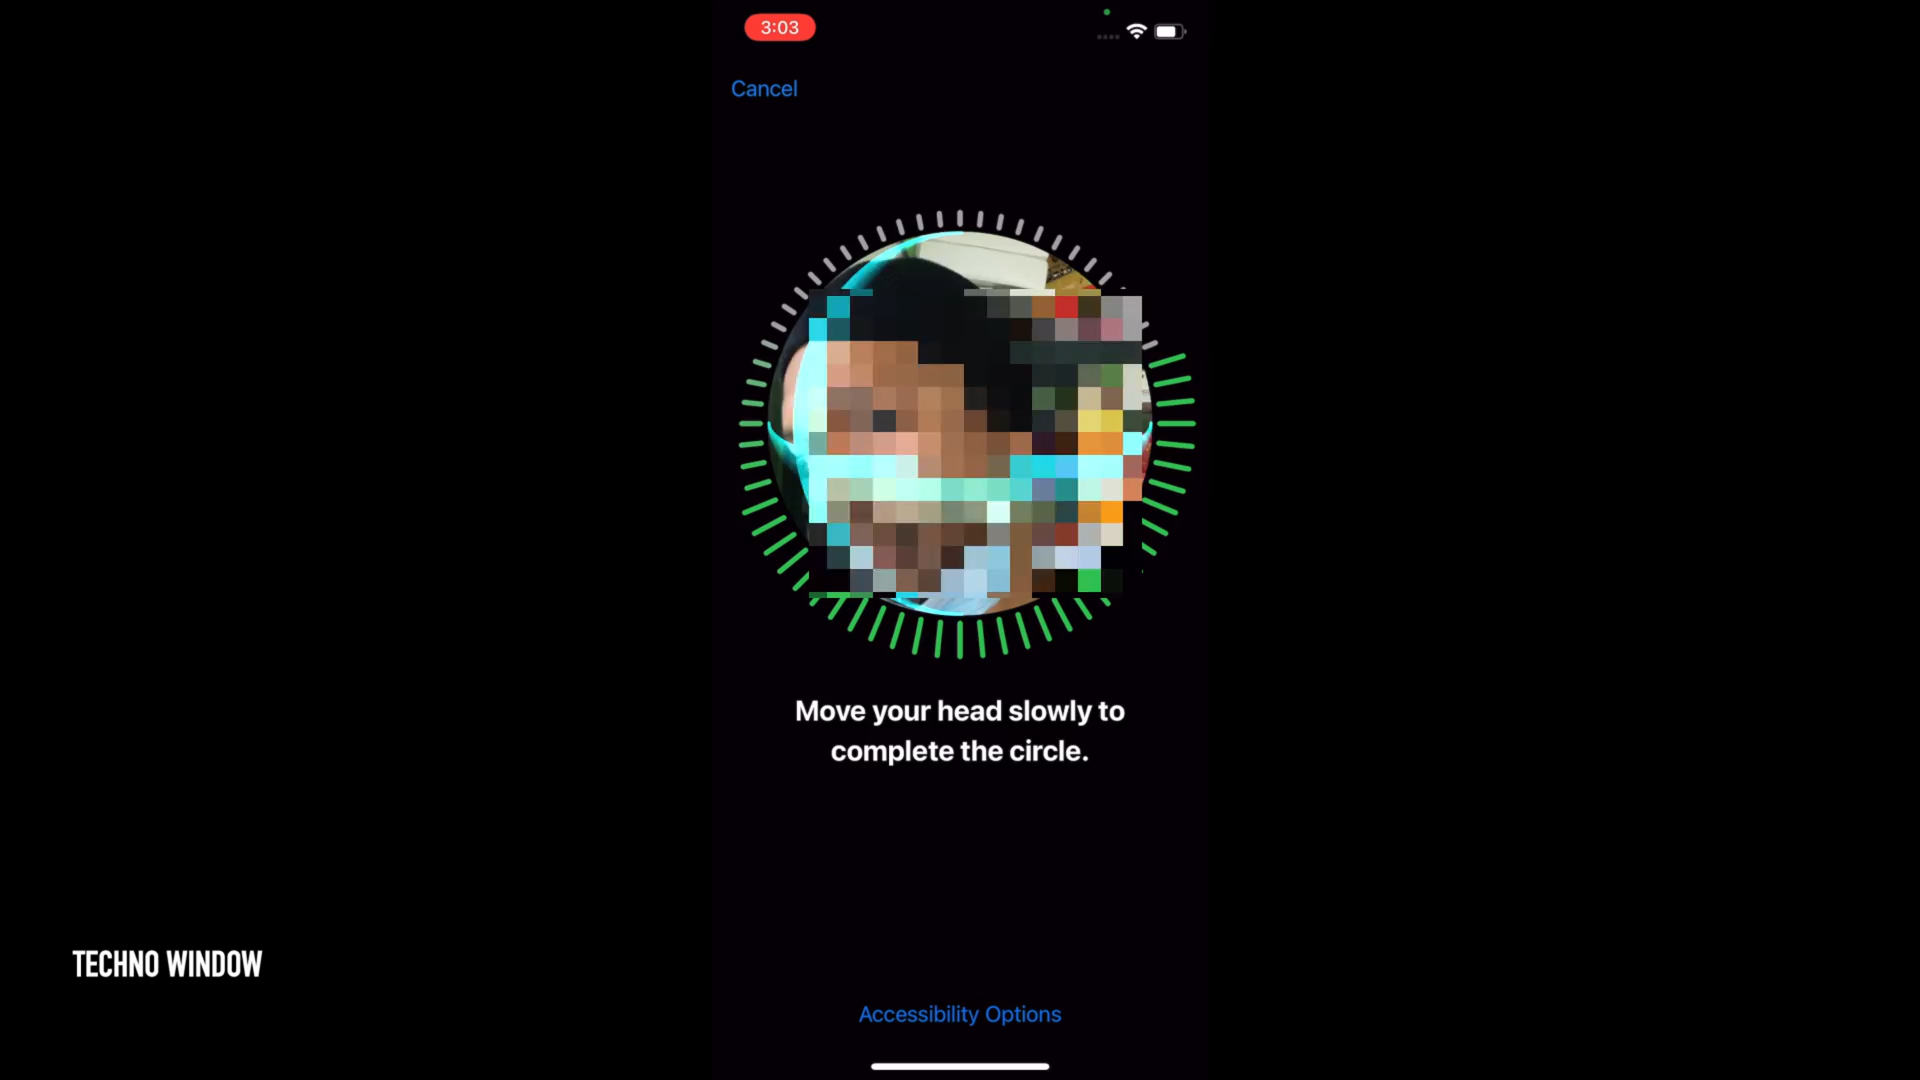 3:03
Cancel
Move your head slowly to
complete the circle.
TECHNO WINDOW
Accessibility Options